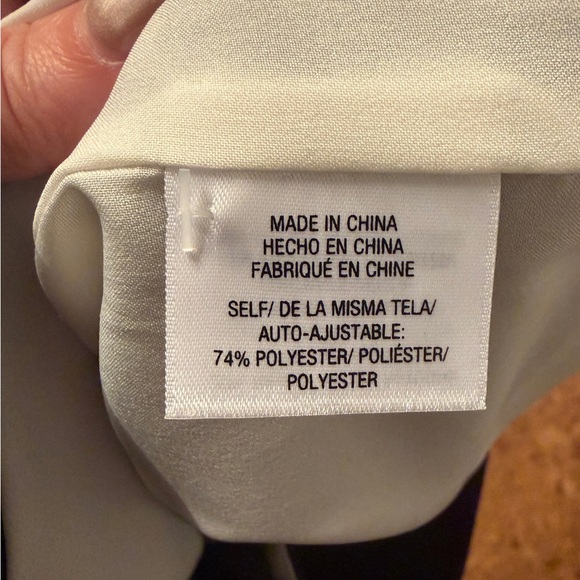 MADE IN CHINA
HECHO EN CHINA
FABRIQUÉ EN CHINE
SELF/ DE LA MISMA TELA/
AUTO-AJUSTABLE:
74% POLYESTER/ POLIÉSTER/
POLYESTER